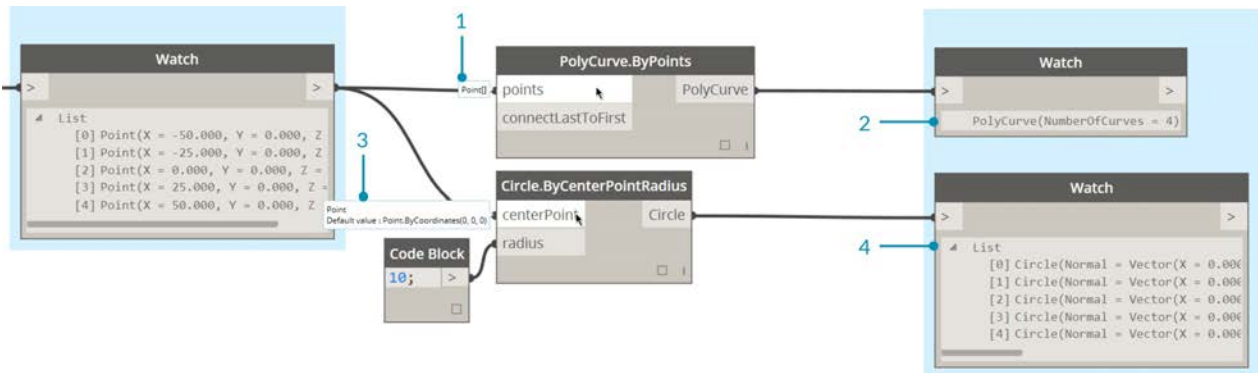 Watch
>
>
List
[0] Point(X = -50.000, Y = 0.000, Z
[1] Point(X = -25.000, Y = 0.000, Z
[2] Point(X = 0.000, Y = 0.000, Z =
[3] Point(X = 25.000, Y = 0.000, Z =
[4] Point(X = 50.000, Y = 0.000, Z
1
PolyCurve.ByPoints
Point[]
points
PolyCurve
connectLastToFirst
3
Point
Default value : Point.ByCoordinates(0, 0, 0)
Circle.ByCenterPointRadius
centerPoint
Circle
radius
Code Block
10;
>
Watch
>
>
2
PolyCurve(NumberOfCurves = 4)
Watch
>
>
4
List
[0] Circle(Normal = Vector(X = 0.000
[1] Circle(Normal = Vector(X = 0.000
[2] Circle(Normal = Vector(X = 0.000
[3] Circle(Normal = Vector(X = 0.000
[4] Circle(Normal = Vector(X = 0.000